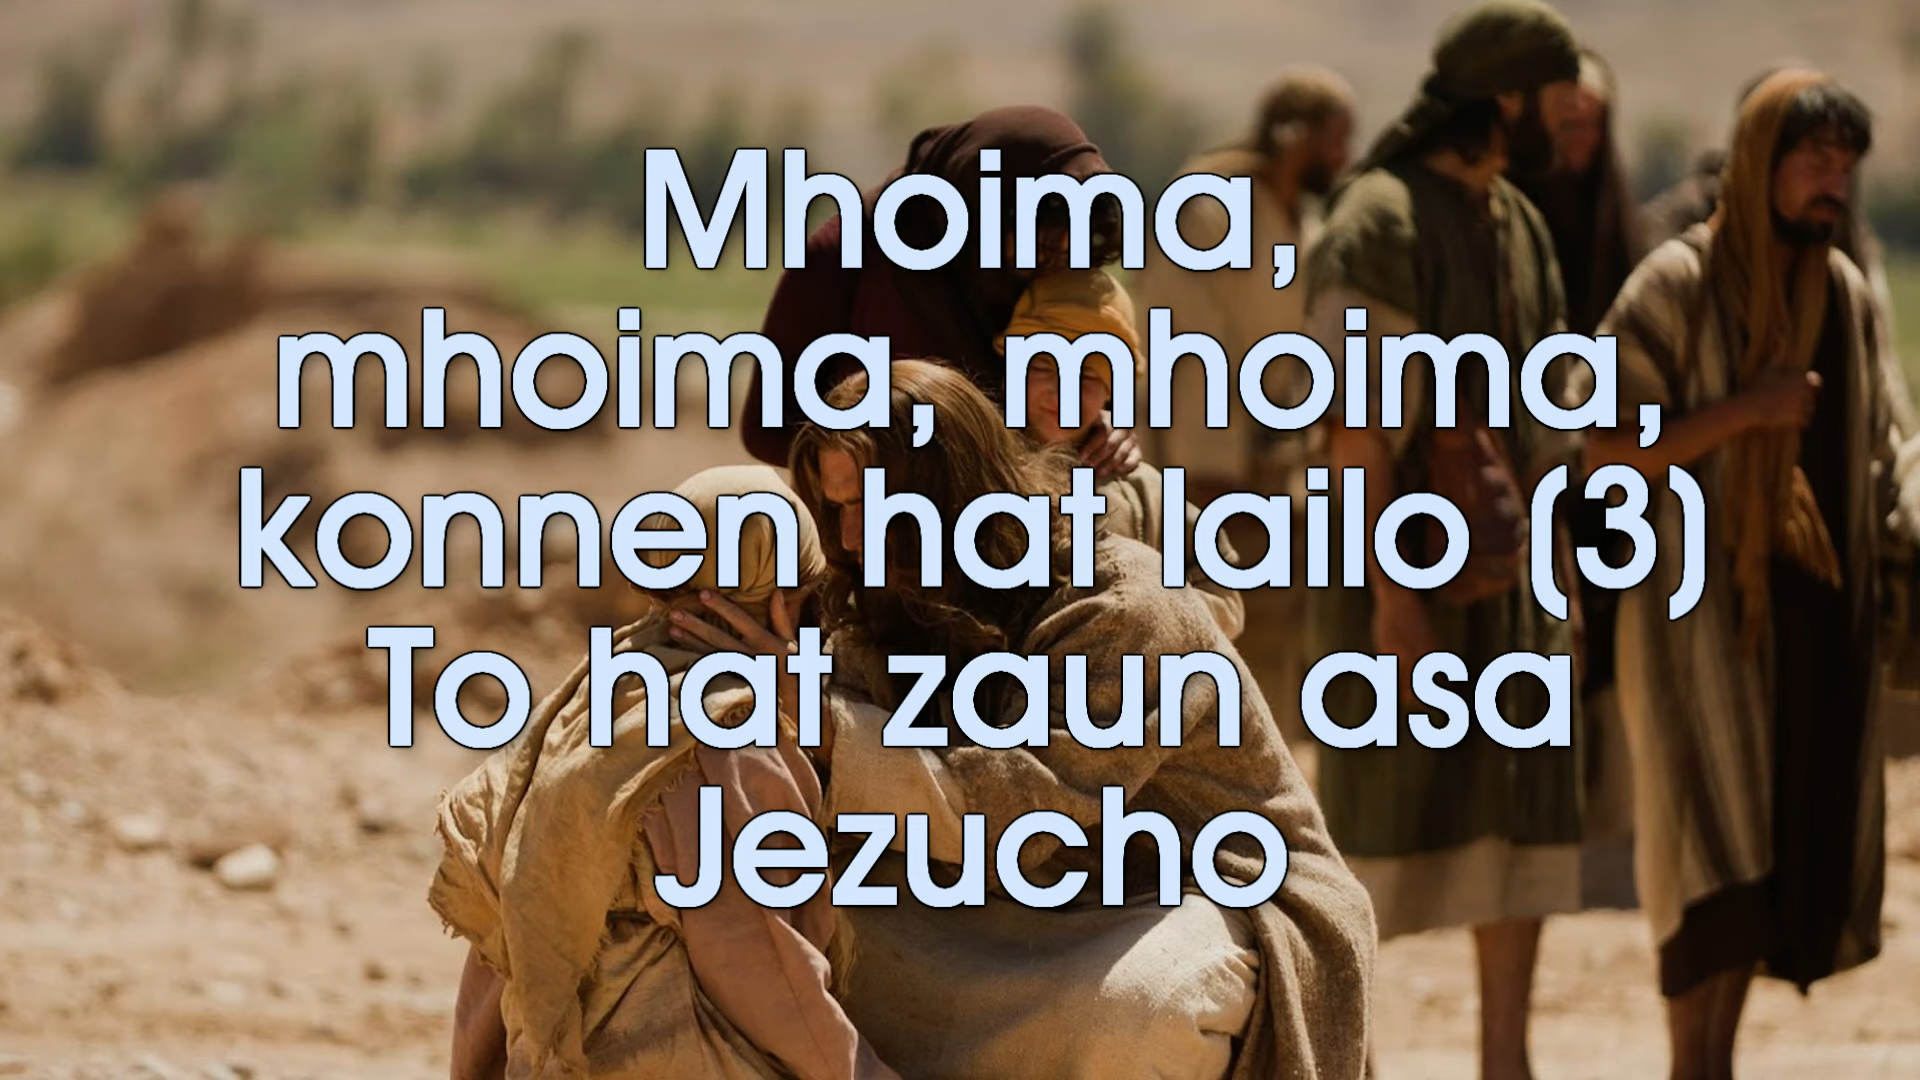 Mhoima,
mhoima, mhoima,
konnen hat lailo (3)
To hat zaun asa
Jezucho